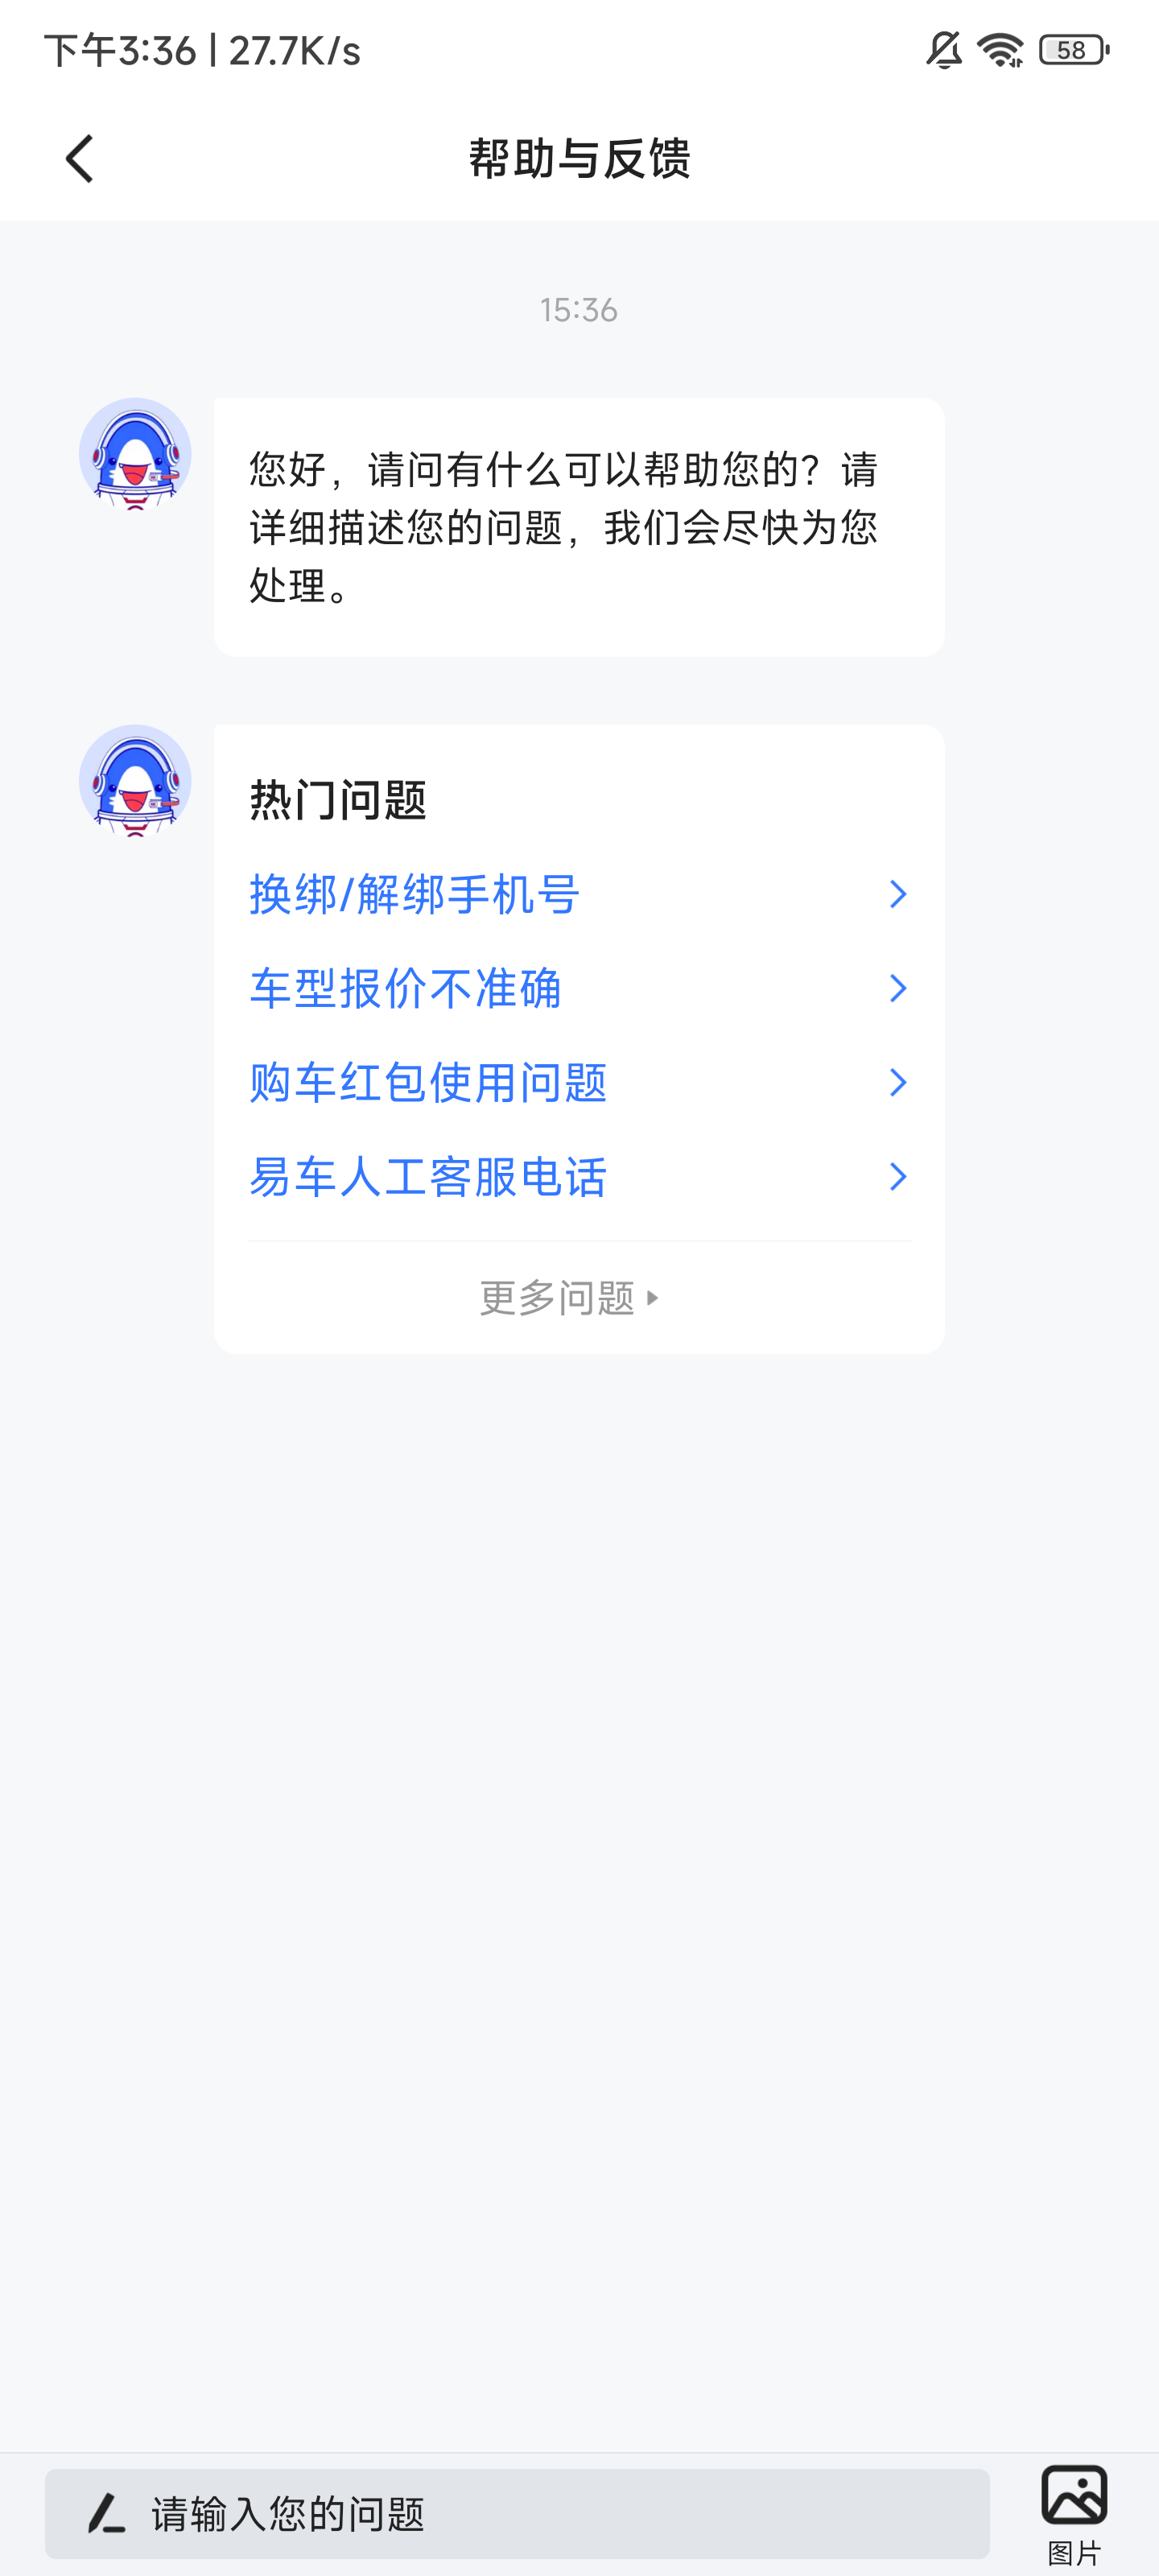 下午3:36 | 27.7K/s
58
帮助与反馈
15:36
您好，请问有什么可以帮助您的？请
详细描述您的问题，我们会尽快为您
处理。
热门问题
换绑/解绑手机号
车型报价不准确
购车红包使用问题
易车人工客服电话
更多问题
请输入您的问题
图片